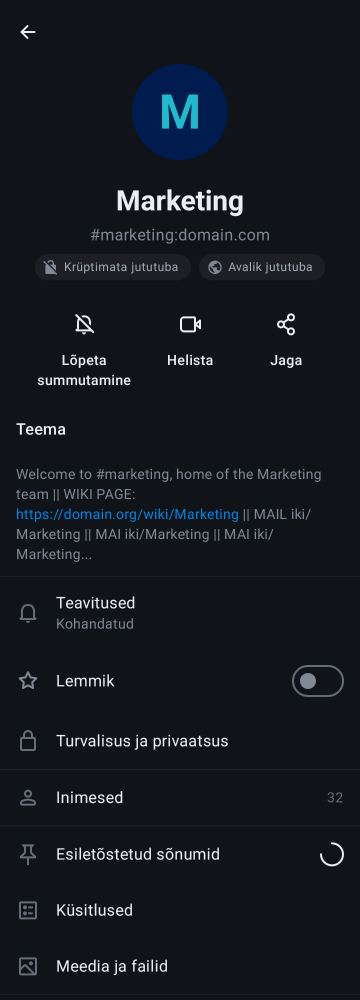 M
Marketing
#marketing:domain.com
Krüptimata jututuba
Avalik jututuba
Lõpeta
summutamine
Helista
Jaga
Teema
Welcome to #marketing, home of the Marketing
team || WIKI PAGE:
https://domain.org/wiki/Marketing || MAIL iki/
Marketing || MAI iki/Marketing || MAI iki/
Marketing...
Teavitused
Kohandatud
Lemmik
Turvalisus ja privaatsus
Inimesed
32
Esiletõstetud sõnumid
Küsitlused
Meedia ja failid